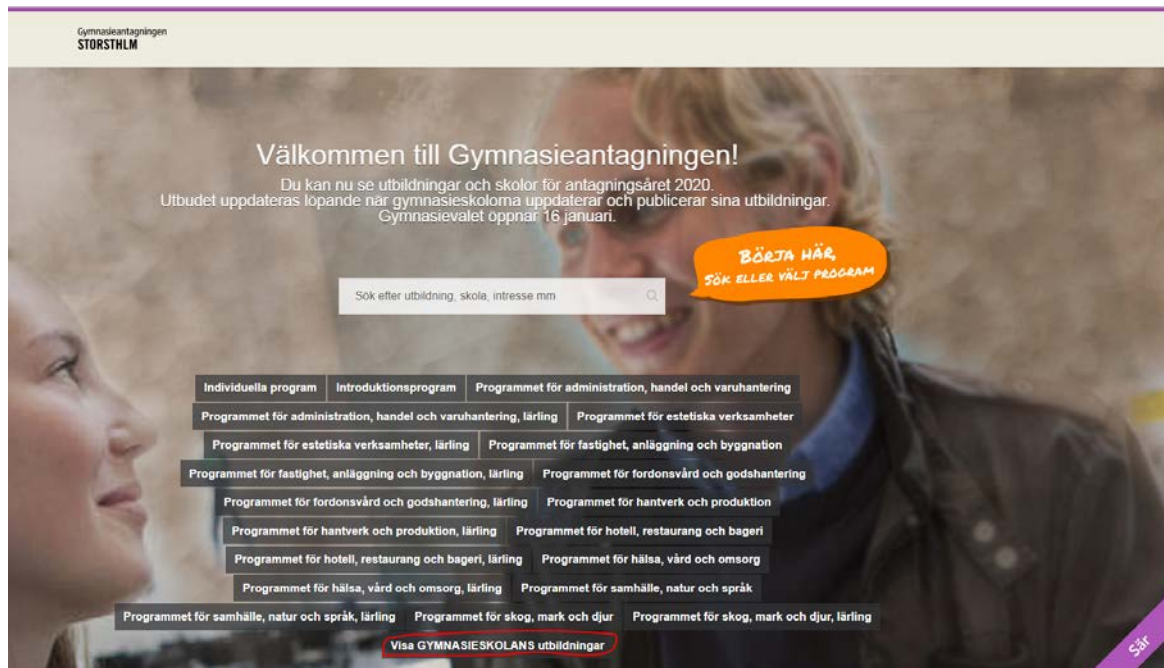 Gymnasieantagningen
STORSTHLM
Välkommen till Gymnasieantagningen!
Du kan nu se utbildningar och skolor för antagningsåret 2020.
Utbudet uppdateras löpande när gymnasieskolorna uppdaterar och publicerar sina utbildningar.
Gymnasievalet öppnar 16 januari.
BÖRJA HÄR,
SÖK ELLER VÄLJ PROGRAM
Sök efter utbildning, skola, intresse mm
Individuella program Introduktionsprogram Programmet för administration, handel och varuhantering
Programmet för administration, handel och varuhantering, lärling Programmet för estetiska verksamheter
Programmet för estetiska verksamheter, lärling Programmet för fastighet, anläggning och byggnation
Programmet för fastighet, anläggning och byggnation, lärling Programmet för fordonsvård och godshantering
Programmet för fordonsvård och godshantering, lärling Programmet för hantverk och produktion
Programmet för hantverk och produktion, lärling Programmet för hotell, restaurang och bageri
Programmet för hotell, restaurang och bageri, lärling Programmet för hälsa, vård och omsorg
Programmet för hälsa, vård och omsorg, lärling Programmet för samhälle, natur och språk
Programmet för samhälle, natur och språk, lärling Programmet för skog, mark och djur Programmet för skog, mark och djur, lärling
Visa GYMNASIESKOLANS utbildningar
Sär